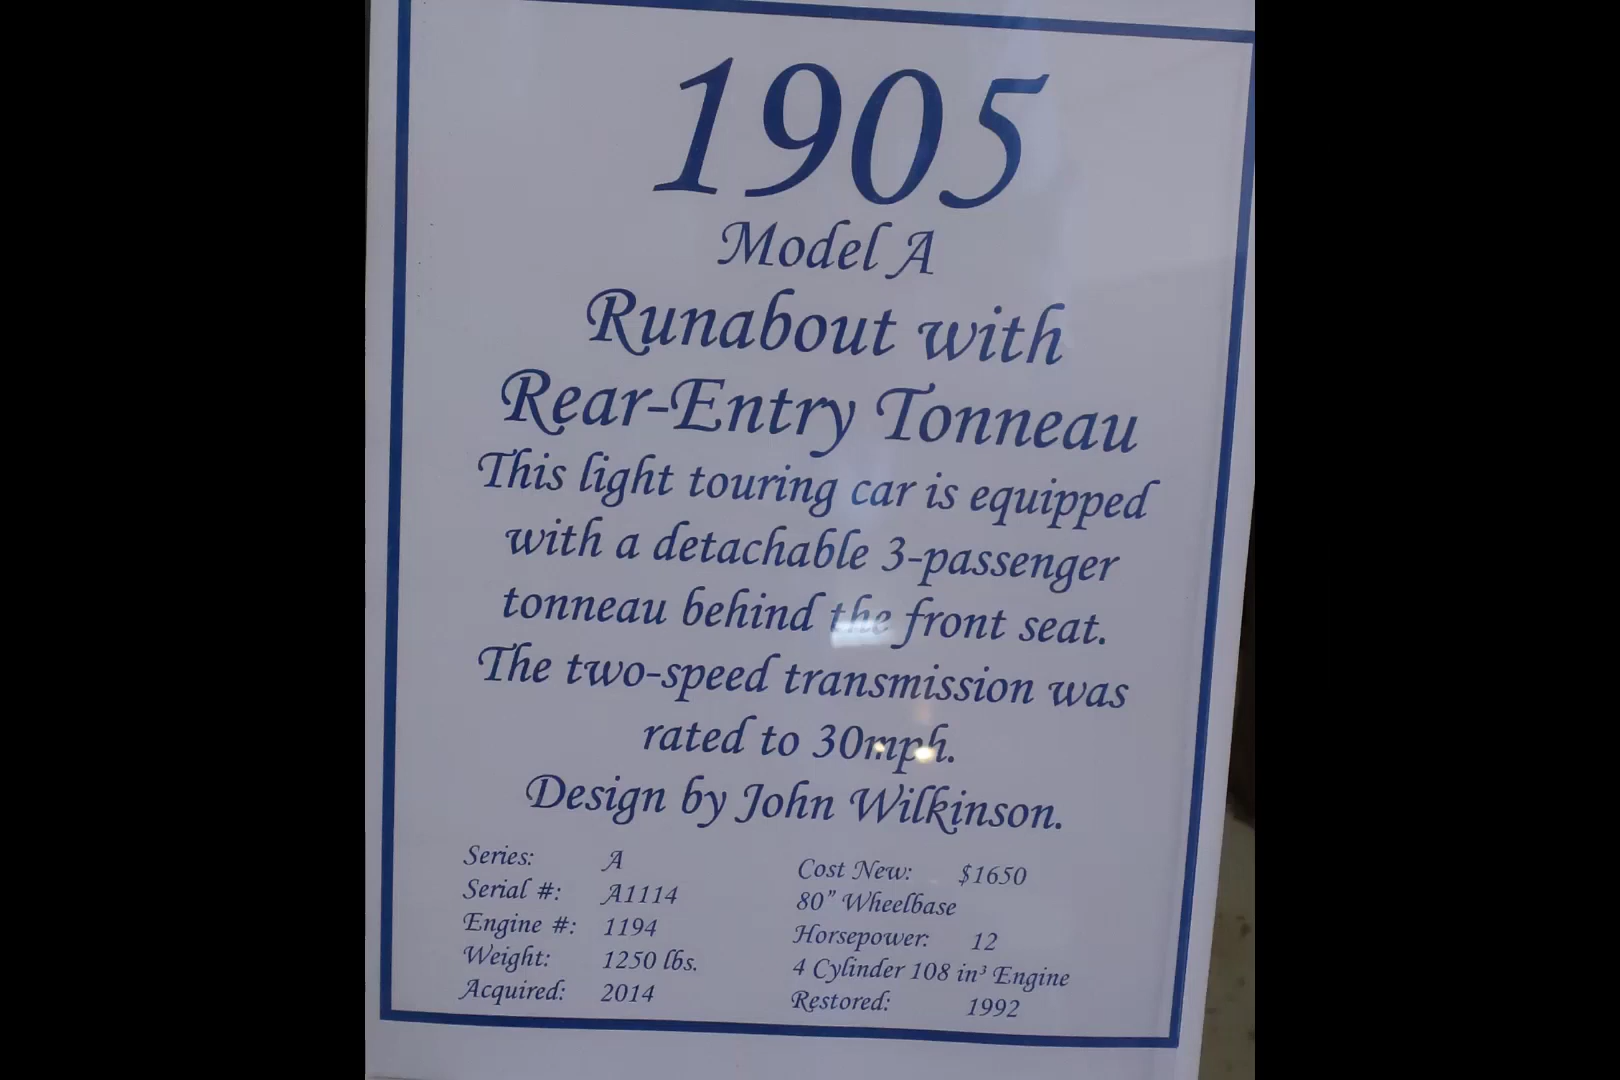 1905
Model A
Runabout with
Rear-Entry Tonneau
This light touring car is equipped
with a detachable 3-passenger
tonneau behind the front seat.
The two-speed transmission was
rated to 30mph.
Design by John Wilkinson.
Series: A
Serial #: A1114
Engine #: 1194
Weight: 1250 lbs.
Acquired: 2014
Cost New: $1650
80” Wheelbase
Horsepower: 12
4 Cylinder 108 in³ Engine
Restored: 1992